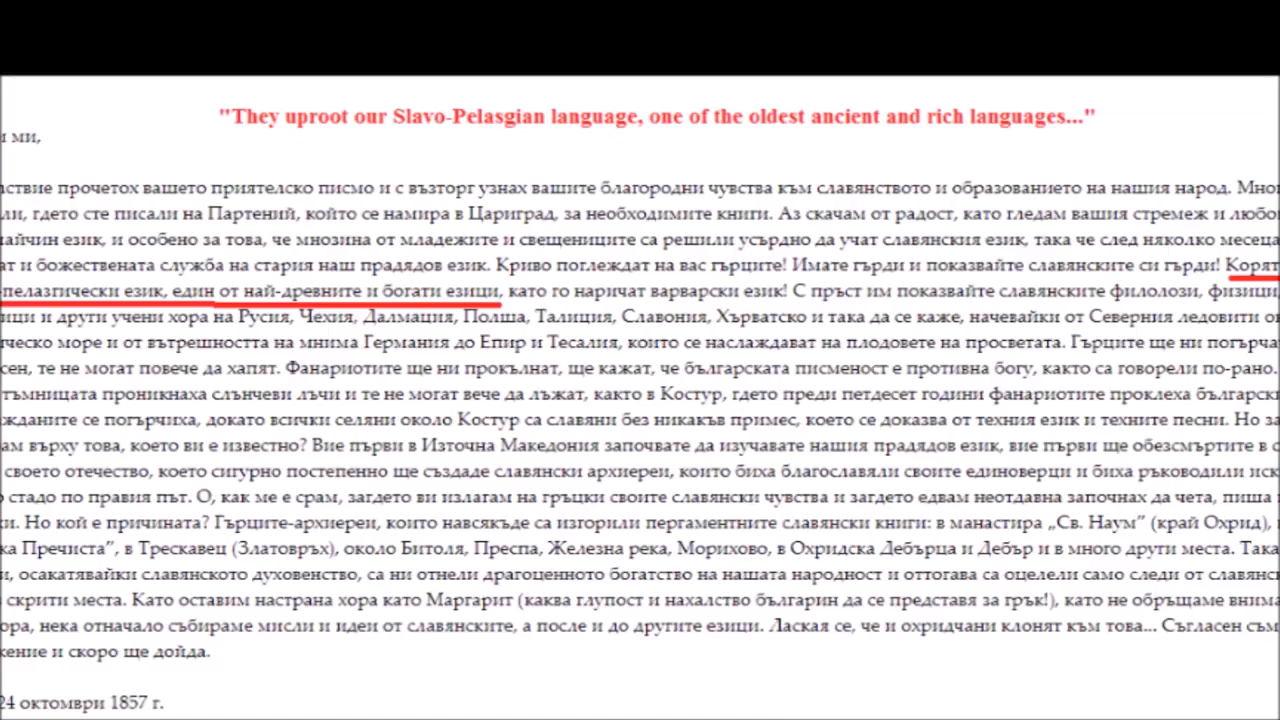 "They uproot our Slavo-Pelasgian language, one of the oldest ancient and rich languages..."
и ми,
ствие прочетох вашето приятелско писмо и с възторг узнах вашите благородни чувства към славянството и образованието на нашия народ. Мно
ли, гдето сте писали на Партений, който се намира в Цариград, за необходимите книги. Аз скачам от радост, като гледам вашия стремеж и любо
айчин език, и особено за това, че мнозина от младежите и свещениците са решили усърдно да учат славянския език, така че след няколко месеца
ат и божествената служба на стария наш прадядов език. Криво поглеждат на вас гърците! Имате гърди и показвайте славянските си гърди! Корят
-пелазгически език, един от най-древните и богати езици, като го наричат варварски език! С пръст им показвайте славянските филолози, физици
ици и други учени хора на Русия, Чехия, Далмация, Полша, Талиция, Славония, Хърватско и така да се каже, начевайки от Северния ледовити о
ческо море и от вътрешността на мнима Германия до Епир и Тесалия, които се наслаждават на плодовете на просветата. Гърците ще ни погърча
сен, те не могат повече да хапят. Фанариотите ще ни прокълнат, ще кажат, че българската писменост е противна богу, както са говорели по-рано.
тъмницата проникнаха слънчеви лъчи и те не могат вече да лъжат, както в Костур, гдето преди петдесет години фанариотите проклеха българск
жданите се погърчиха, докато всички селяни около Костур са славяни без никакъв примес, което се доказва от техния език и техните песни. Но за
ам върху това, което ви е известно? Вие първи в Източна Македония започвате да изучавате нашия прадядов език, вие първи ще обезсмъртите в с
своето отечество, което сигурно постепенно ще създаде славянски архиереи, които биха благославяли своите единоверци и биха ръководили иск
о стадо по правия път. О, как ме е срам, загдето ви излагам на гръцки своите славянски чувства и загдето едвам неотдавна започнах да чета, пиша
ки. Но кой е причината? Гърците-архиереи, които навсякъде са изгорили пергаментните славянски книги: в манастира „Св. Наум" (край Охрид),
ка Пречиста", в Трескавец (Златовръх), около Битоля, Преспа, Железна река, Морихово, в Охридска Дебърца и Дебър и в много други места. Така
и, осакатявайки славянското духовенство, са ни отнели драгоценното богатство на нашата народност и оттогава са оцелели само следи от славянс
скрити места. Като оставим настрана хора като Маргарит (каква глупост и нахалство българин да се представя за грък!), като не обръщаме внима
ора, нека отначало събираме мисли и идеи от славянските, а после и до другите езици. Лаская се, че и охридчани клонят към това... Съгласен съм
жение и скоро ще дойда.
24 октомври 1857 г.